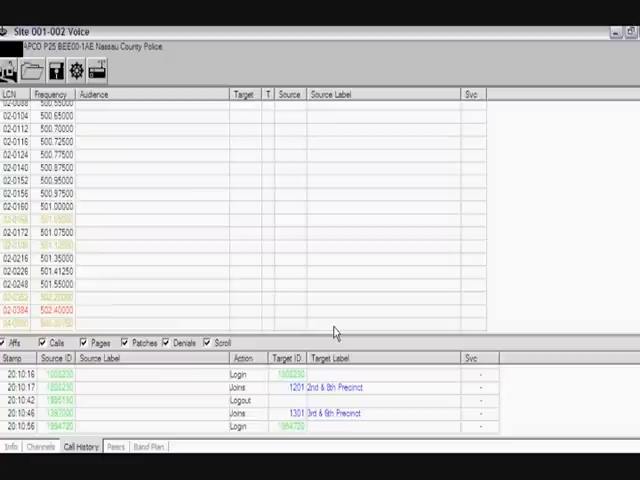 Site 001-002 Voice
APCO P25 BEE00-1AE Nassau County Police
LCN Frequency Audience Target T Source Source Label Svc
02-0088 500.55000
02-0104 500.65000
02-0112 500.70000
02-0116 500.72500
02-0124 500.77500
02-0140 500.87500
02-0152 500.95000
02-0156 500.97500
02-0160 501.00000
02-0172 501.07500
02-0216 501.35000
02-0226 501.41250
02-0248 501.55000
02-0384 502.40000
Affs Calls Pages Patches Denials Scroll
Stamp Source ID Source Label Action Target ID Target Label Svc
20:10:16 Login -
20:10:17 Joins 1201 2nd & 8th Precinct -
20:10:42 Logout -
20:10:46 Joins 1301 3rd & 6th Precinct -
20:10:56 Login -
Info Channels Call History Peers Band Plan